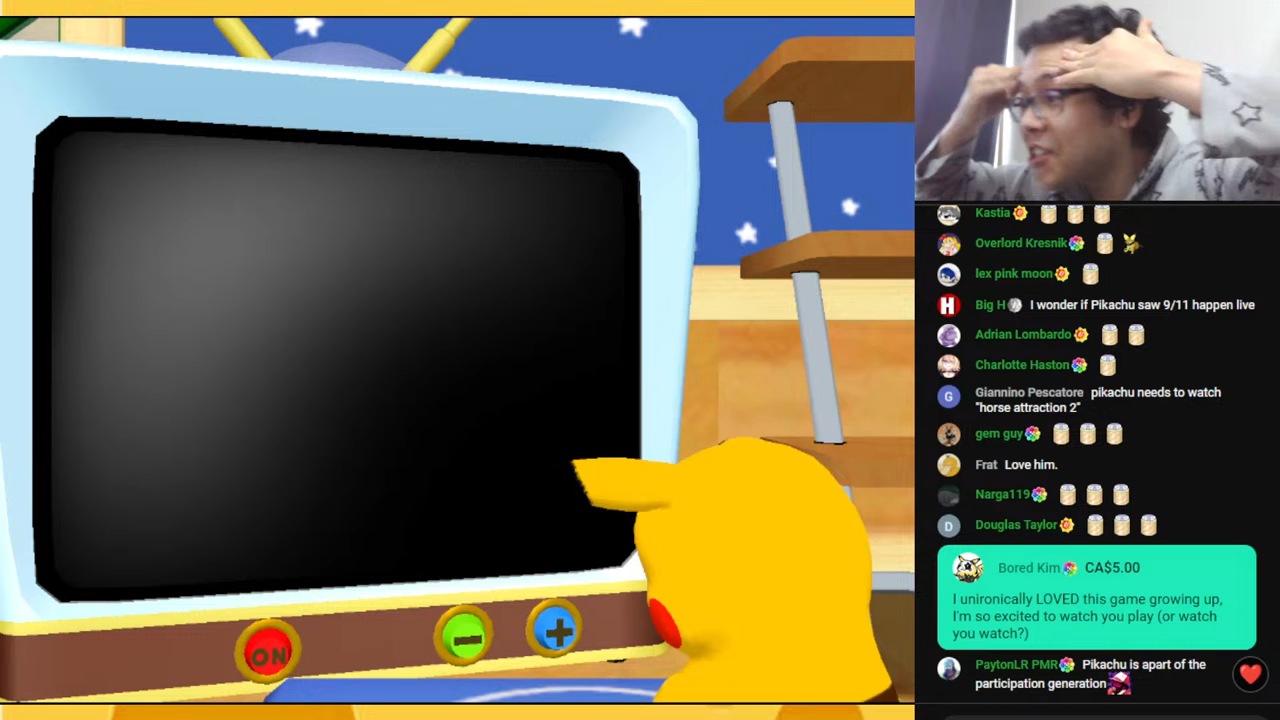 ON
Kastia
Overlord Kresnik
lex pink moon
H Big H I wonder if Pikachu saw 9/11 happen live
Adrian Lombardo
Charlotte Haston
G Giannino Pescatore pikachu needs to watch
"horse attraction 2"
gem guy
Frat Love him.
Narga119
D Douglas Taylor
Bored Kim CA$5.00
I unironically LOVED this game growing up,
I'm so excited to watch you play (or watch
you watch?)
PaytonLR PMR Pikachu is apart of the
participation generation